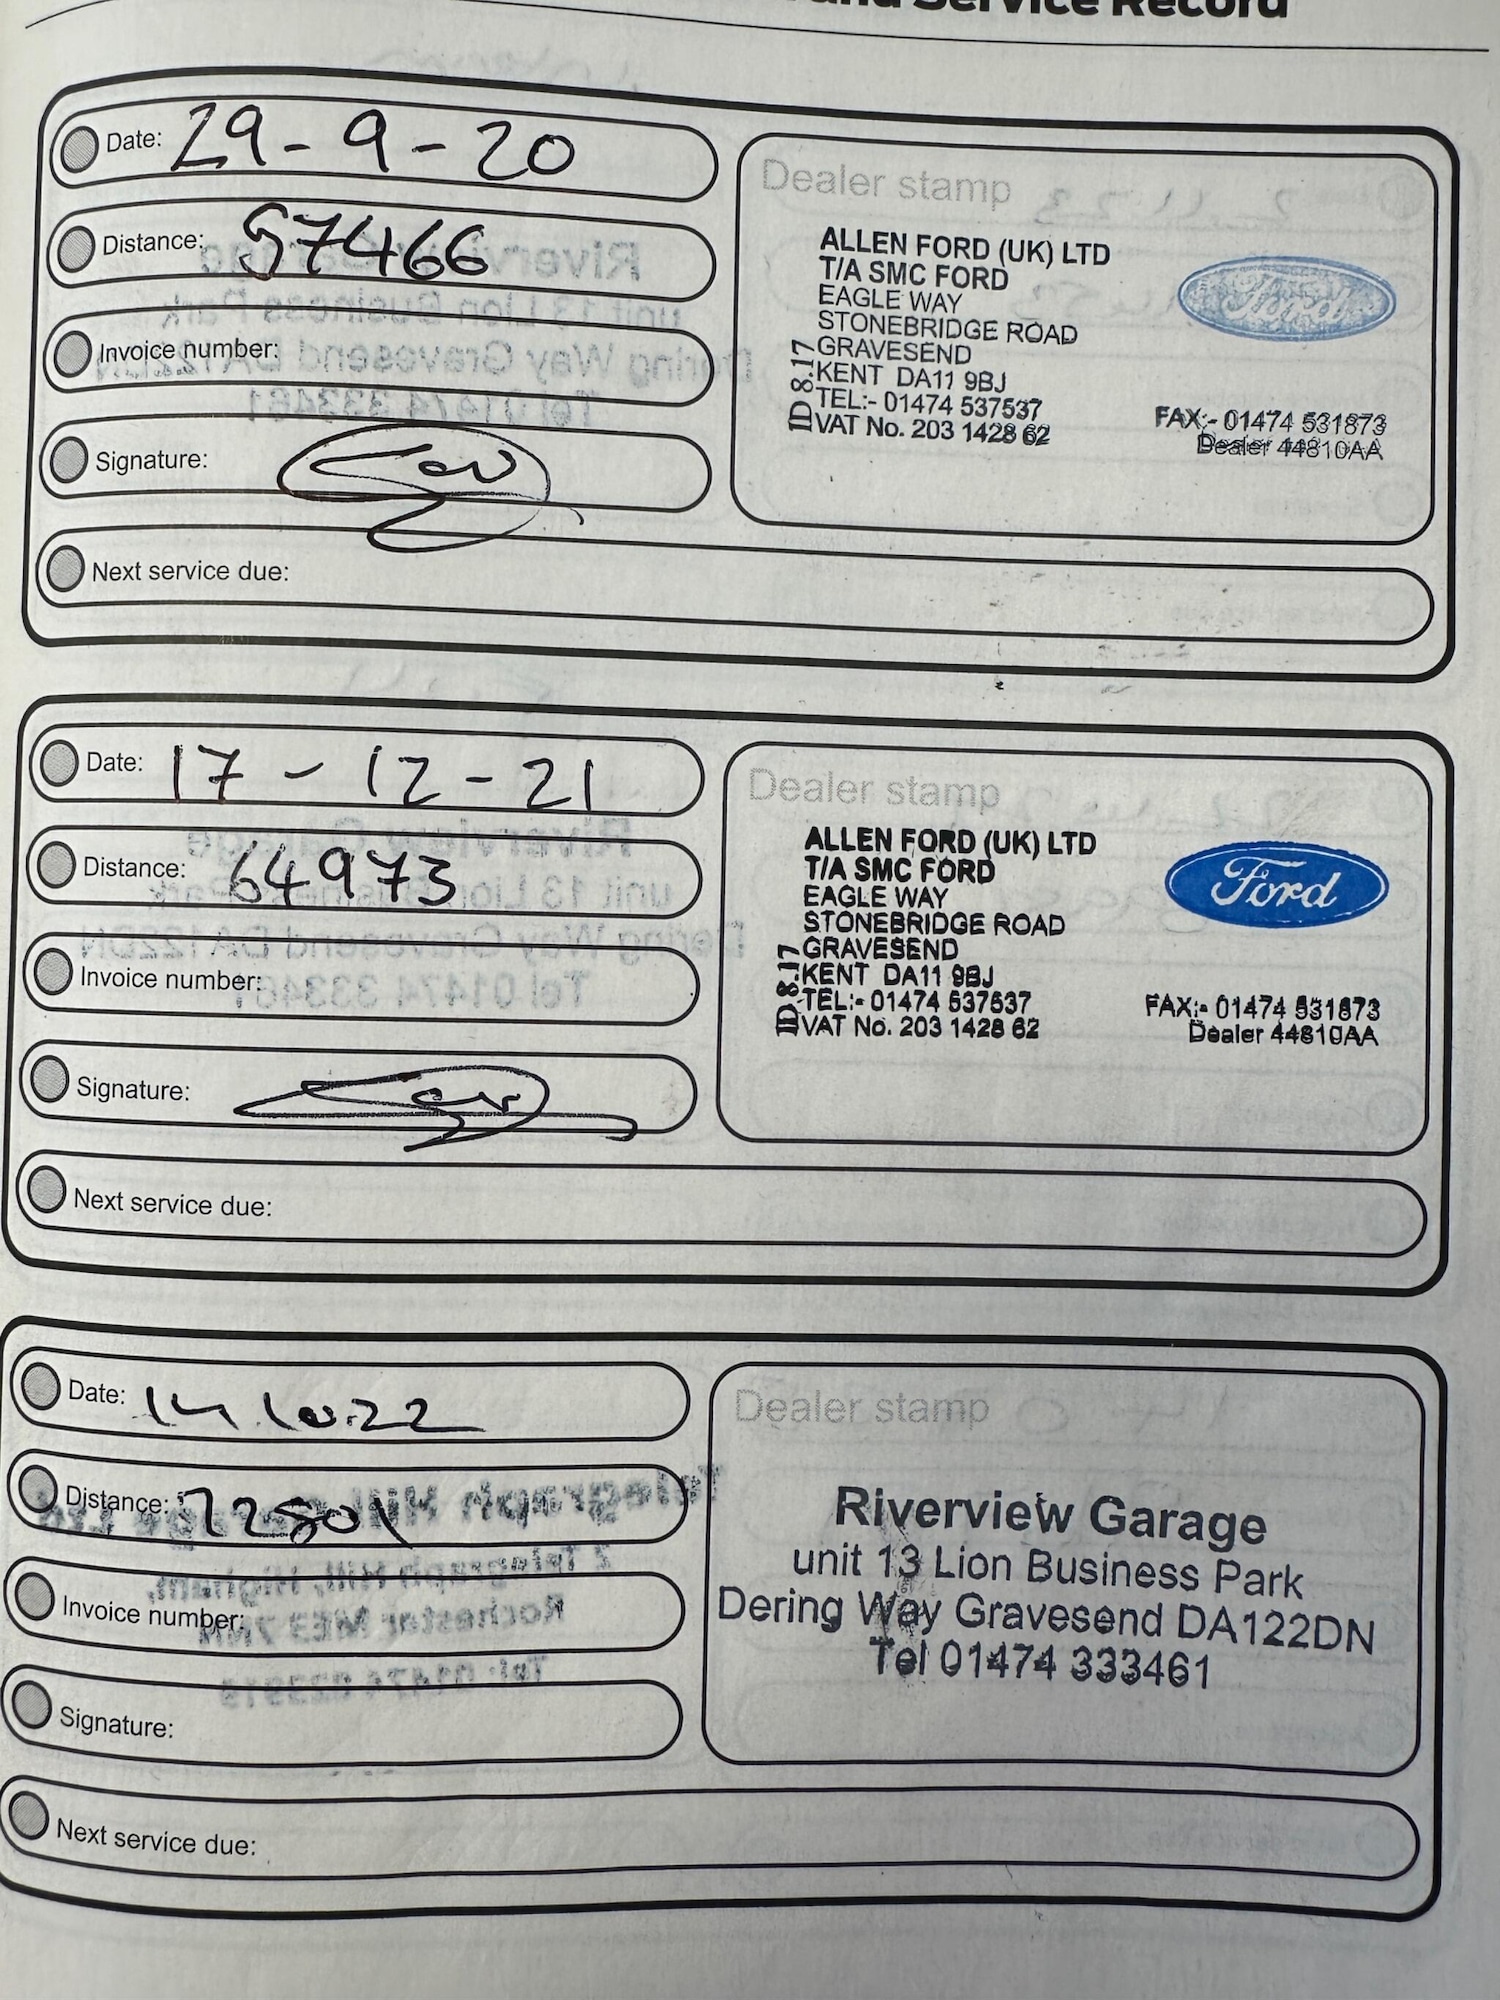 and Service Record
Date: 29-9-20
Distance: 57466
Invoice number:
Signature:
Next service due:
Dealer stamp
ALLEN FORD (UK) LTD
T/A SMC FORD
EAGLE WAY
STONEBRIDGE ROAD
GRAVESEND
KENT DA11 9BJ
TEL:- 01474 537537
VAT No. 203 1428 62
ID 8.17
Ford
FAX:- 01474 531873
Dealer 44810AA
Date: 17-12-21
Distance: 64973
Invoice number:
Signature:
Next service due:
Dealer stamp
ALLEN FORD (UK) LTD
T/A SMC FORD
EAGLE WAY
STONEBRIDGE ROAD
GRAVESEND
KENT DA11 9BJ
TEL:- 01474 537537
VAT No. 203 1428 62
ID 8.17
Ford
FAX:- 01474 531873
Dealer 44810AA
Date: 14 10.22
Distance: 72801
Invoice number:
Signature:
Next service due:
Dealer stamp
Riverview Garage
unit 13 Lion Business Park
Dering Way Gravesend DA122DN
Tel 01474 333461